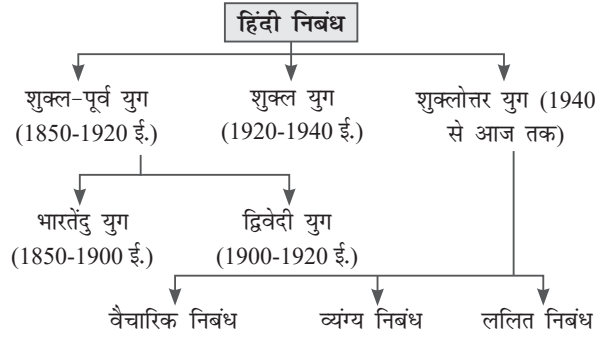 हिंदी निबंध
शुक्ल-पूर्व युग
(1850-1920 ई.)
शुक्ल युग
(1920-1940 ई.)
शुक्लोत्तर युग (1940
से आज तक)
भारतेंदु युग
(1850-1900 ई.)
द्विवेदी युग
(1900-1920 ई.)
वैचारिक निबंध
व्यंग्य निबंध
ललित निबंध